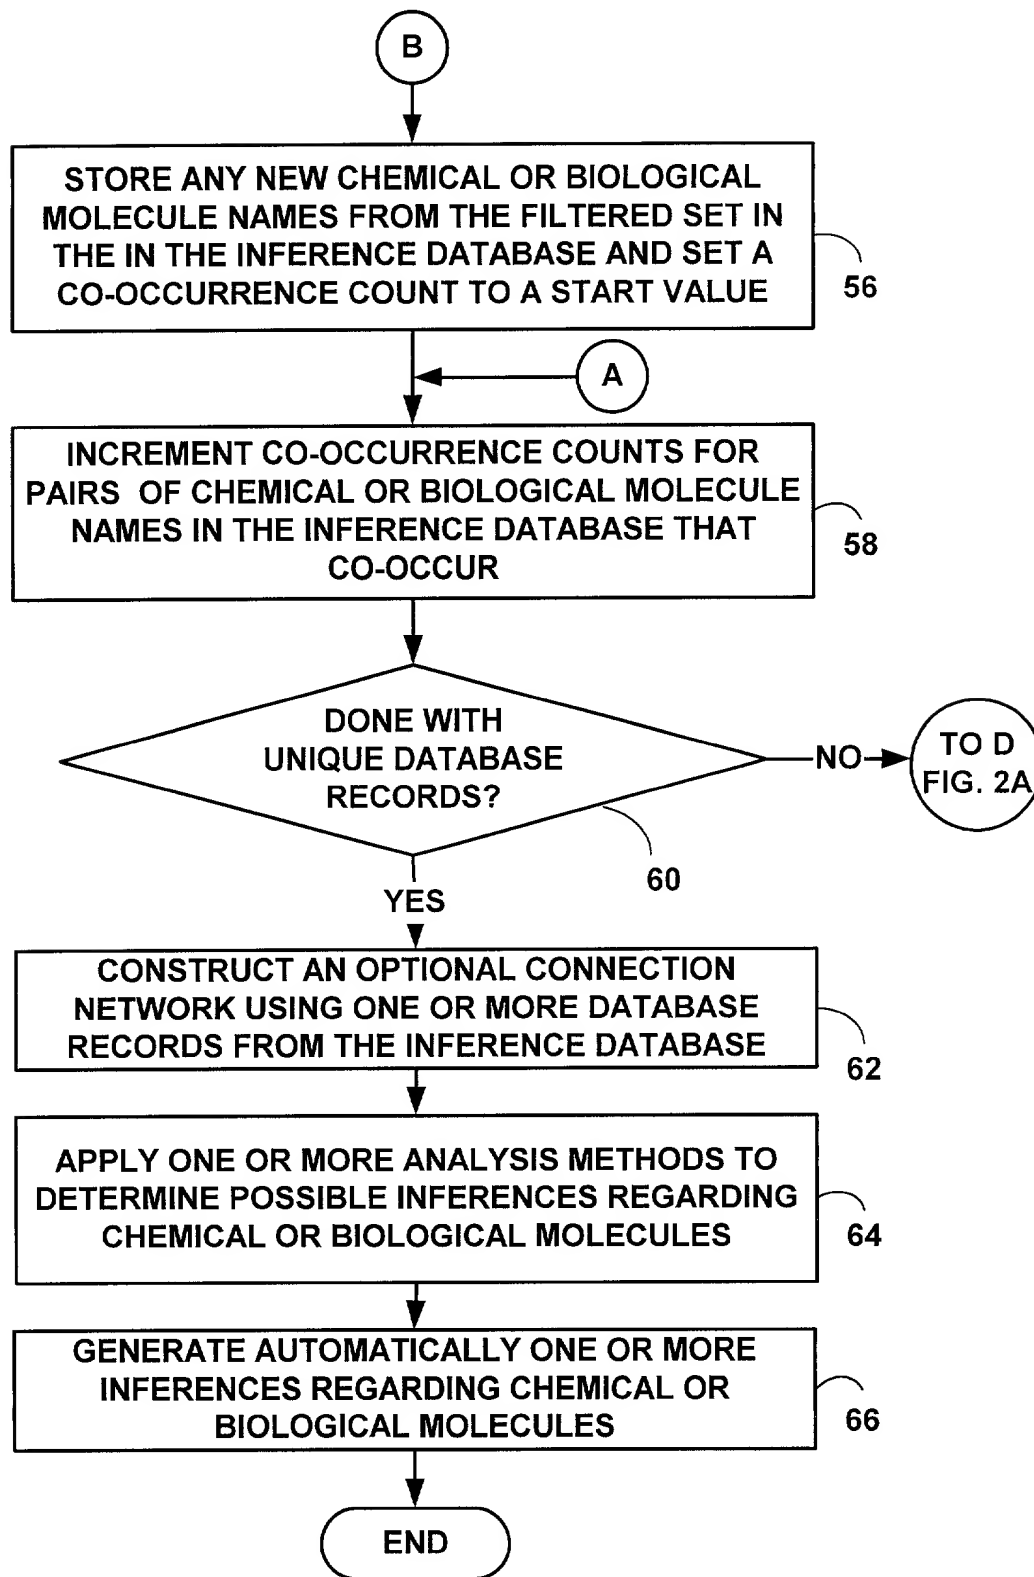 B
STORE ANY NEW CHEMICAL OR BIOLOGICAL
MOLECULE NAMES FROM THE FILTERED SET IN
THE IN THE INFERENCE DATABASE AND SET A
CO-OCCURRENCE COUNT TO A START VALUE
56
A
INCREMENT CO-OCCURRENCE COUNTS FOR
PAIRS OF CHEMICAL OR BIOLOGICAL MOLECULE
NAMES IN THE INFERENCE DATABASE THAT
CO-OCCUR
58
DONE WITH
UNIQUE DATABASE
RECORDS?
NO
TO D
FIG. 2A
60
YES
CONSTRUCT AN OPTIONAL CONNECTION
NETWORK USING ONE OR MORE DATABASE
RECORDS FROM THE INFERENCE DATABASE
62
APPLY ONE OR MORE ANALYSIS METHODS TO
DETERMINE POSSIBLE INFERENCES REGARDING
CHEMICAL OR BIOLOGICAL MOLECULES
64
GENERATE AUTOMATICALLY ONE OR MORE
INFERENCES REGARDING CHEMICAL OR
BIOLOGICAL MOLECULES
66
END